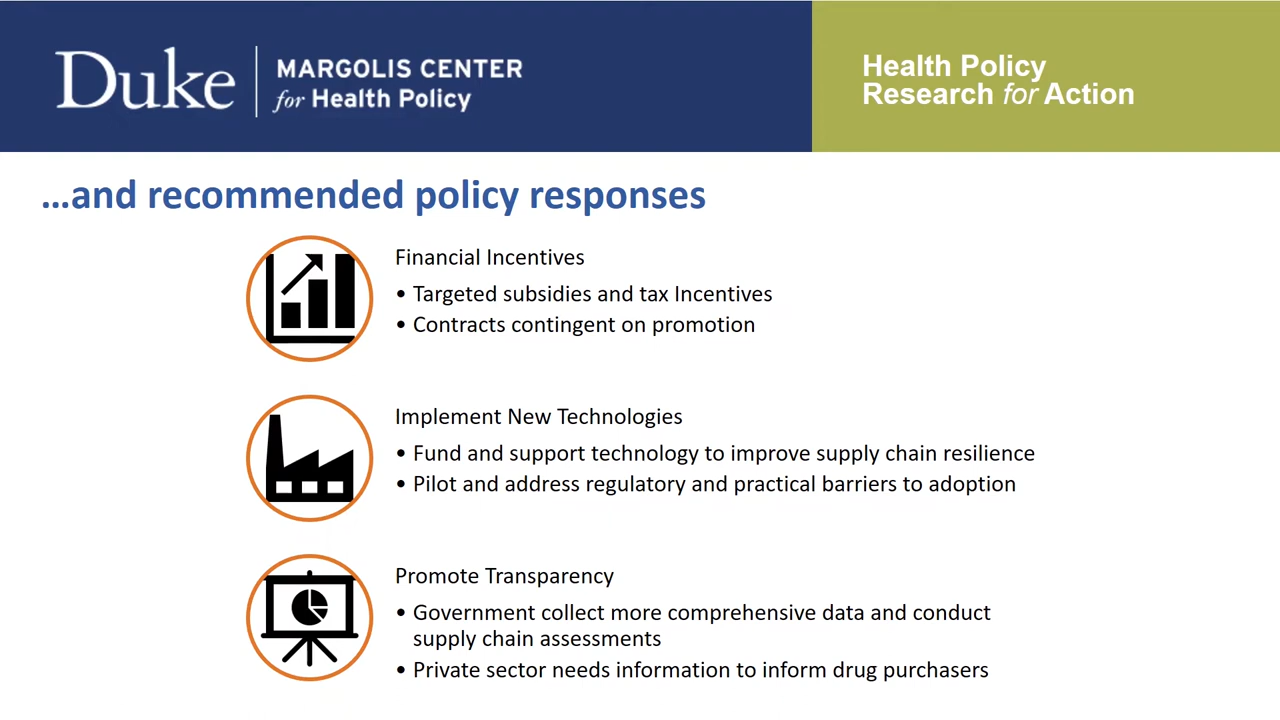 Duke
MARGOLIS CENTER
for Health Policy
Health Policy
Research for Action
...and recommended policy responses
Financial Incentives
• Targeted subsidies and tax Incentives
• Contracts contingent on promotion
Implement New Technologies
• Fund and support technology to improve supply chain resilience
• Pilot and address regulatory and practical barriers to adoption
Promote Transparency
• Government collect more comprehensive data and conduct
supply chain assessments
• Private sector needs information to inform drug purchasers